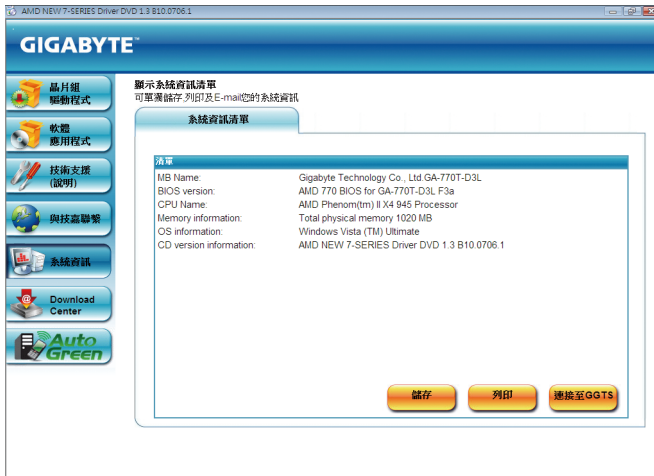 AMD NEW 7-SERIES Driver DVD 1.3 B10.0706.1
GIGABYTE™
晶片組
驅動程式
軟體
應用程式
技術支援
(說明)
與技嘉聯繫
系統資訊
Download
Center
Auto
Green
顯示系統資訊清單
可單獨儲存,列印及E-mail您的系統資訊
系統資訊清單
清單
MB Name: Gigabyte Technology Co., Ltd.GA-770T-D3L
BIOS version: AMD 770 BIOS for GA-770T-D3L F3a
CPU Name: AMD Phenom(tm) II X4 945 Processor
Memory information: Total physical memory 1020 MB
OS information: Windows Vista (TM) Ultimate
CD version information: AMD NEW 7-SERIES Driver DVD 1.3 B10.0706.1
儲存 列印 連接至GGTS